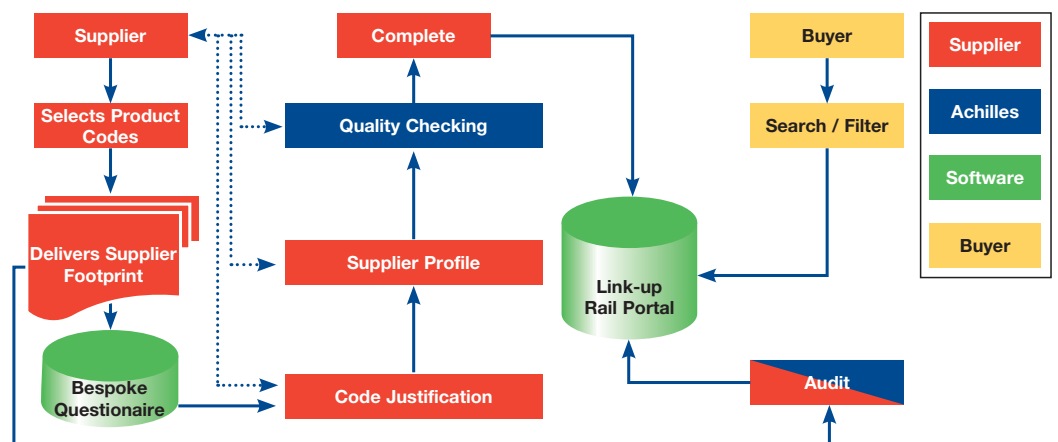 Supplier
Selects Product
Codes
Delivers Supplier
Footprint
Bespoke
Questionaire
Complete
Quality Checking
Supplier Profile
Code Justification
Link-up
Rail Portal
Buyer
Search / Filter
Audit
Supplier
Achilles
Software
Buyer